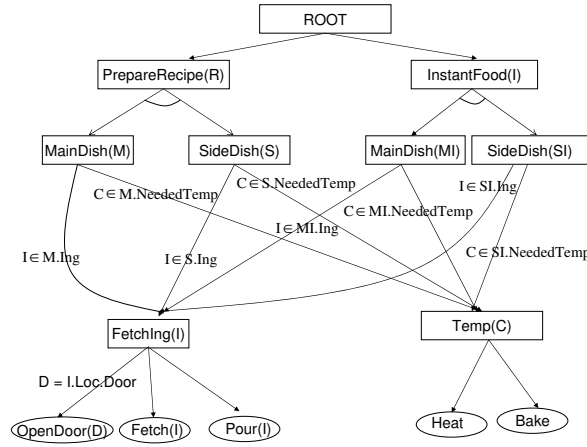 ROOT
PrepareRecipe(R)
InstantFood(I)
MainDish(M)
SideDish(S)
MainDish(MI)
SideDish(SI)
C ∈ M.NeededTemp
C ∈ S.NeededTemp
I ∈ SI.Ing
C ∈ MI.NeededTemp
I ∈ MI.Ing
I ∈ M.Ing
I ∈ S.Ing
C ∈ SI.NeededTemp
FetchIng(I)
Temp(C)
D = I.Loc.Door
OpenDoor(D)
Fetch(I)
Pour(I)
Heat
Bake